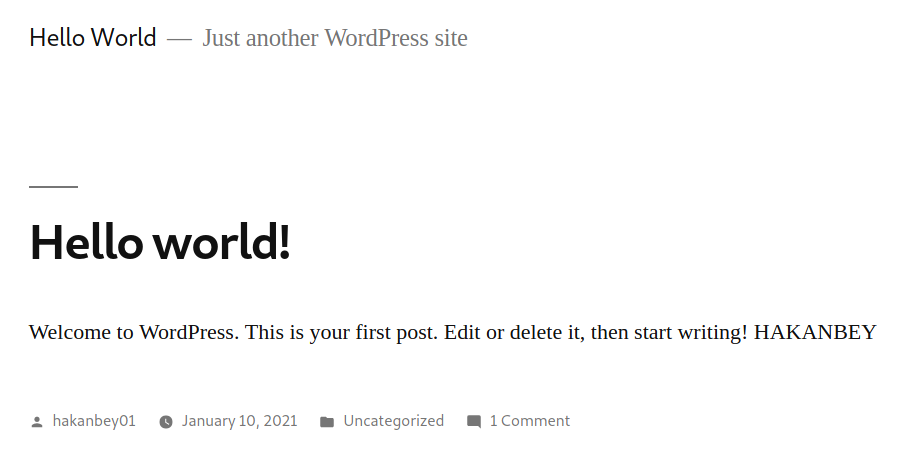 Hello World — Just another WordPress site
Hello world!
Welcome to WordPress. This is your first post. Edit or delete it, then start writing! HAKANBEY
hakanbey01 January 10, 2021 Uncategorized 1 Comment